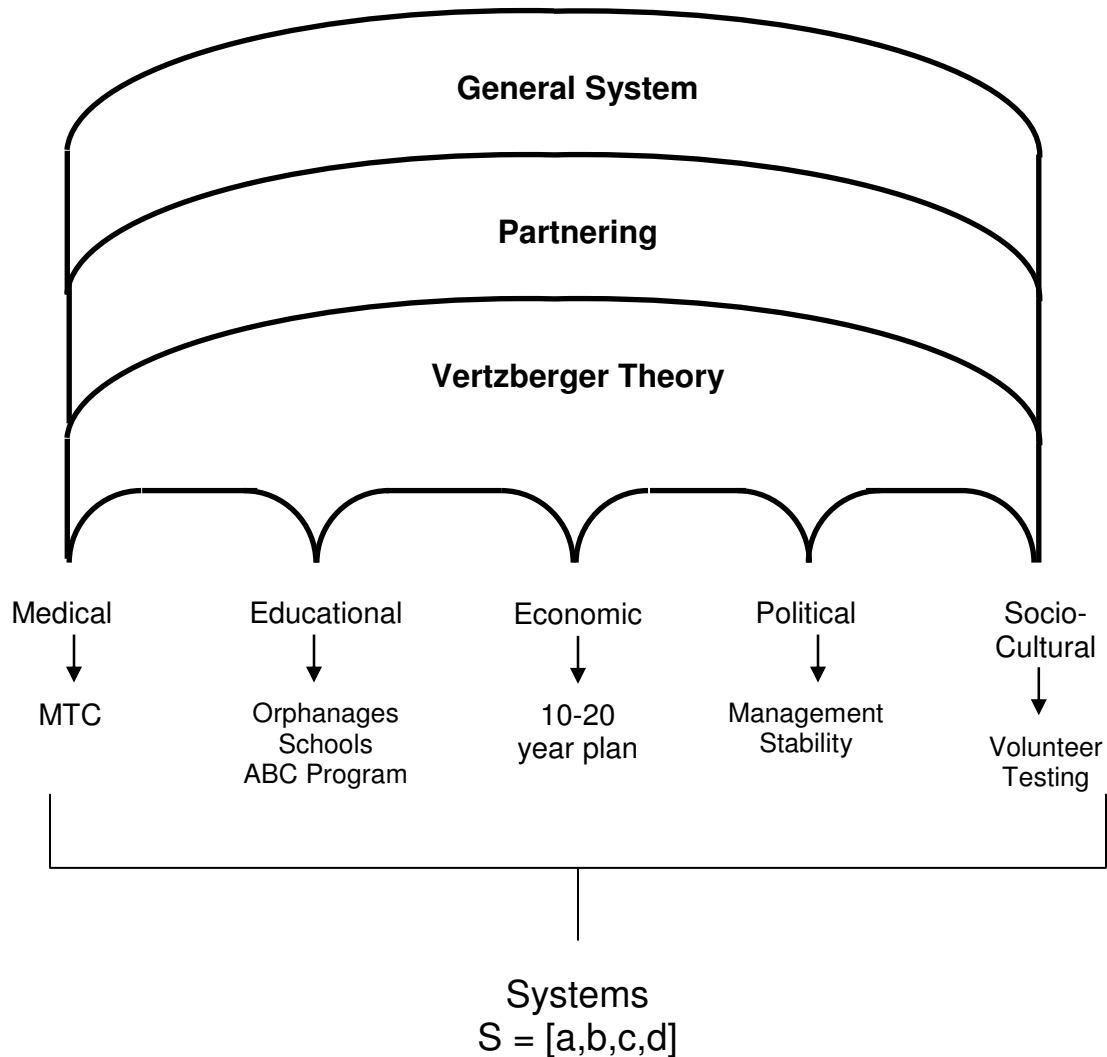 General System
Partnering
Vertzberger Theory
Medical
Educational
Economic
Political
Socio-
Cultural
MTC
Orphanages
Schools
ABC Program
10-20
year plan
Management
Stability
Volunteer
Testing
Systems
S = [a,b,c,d]